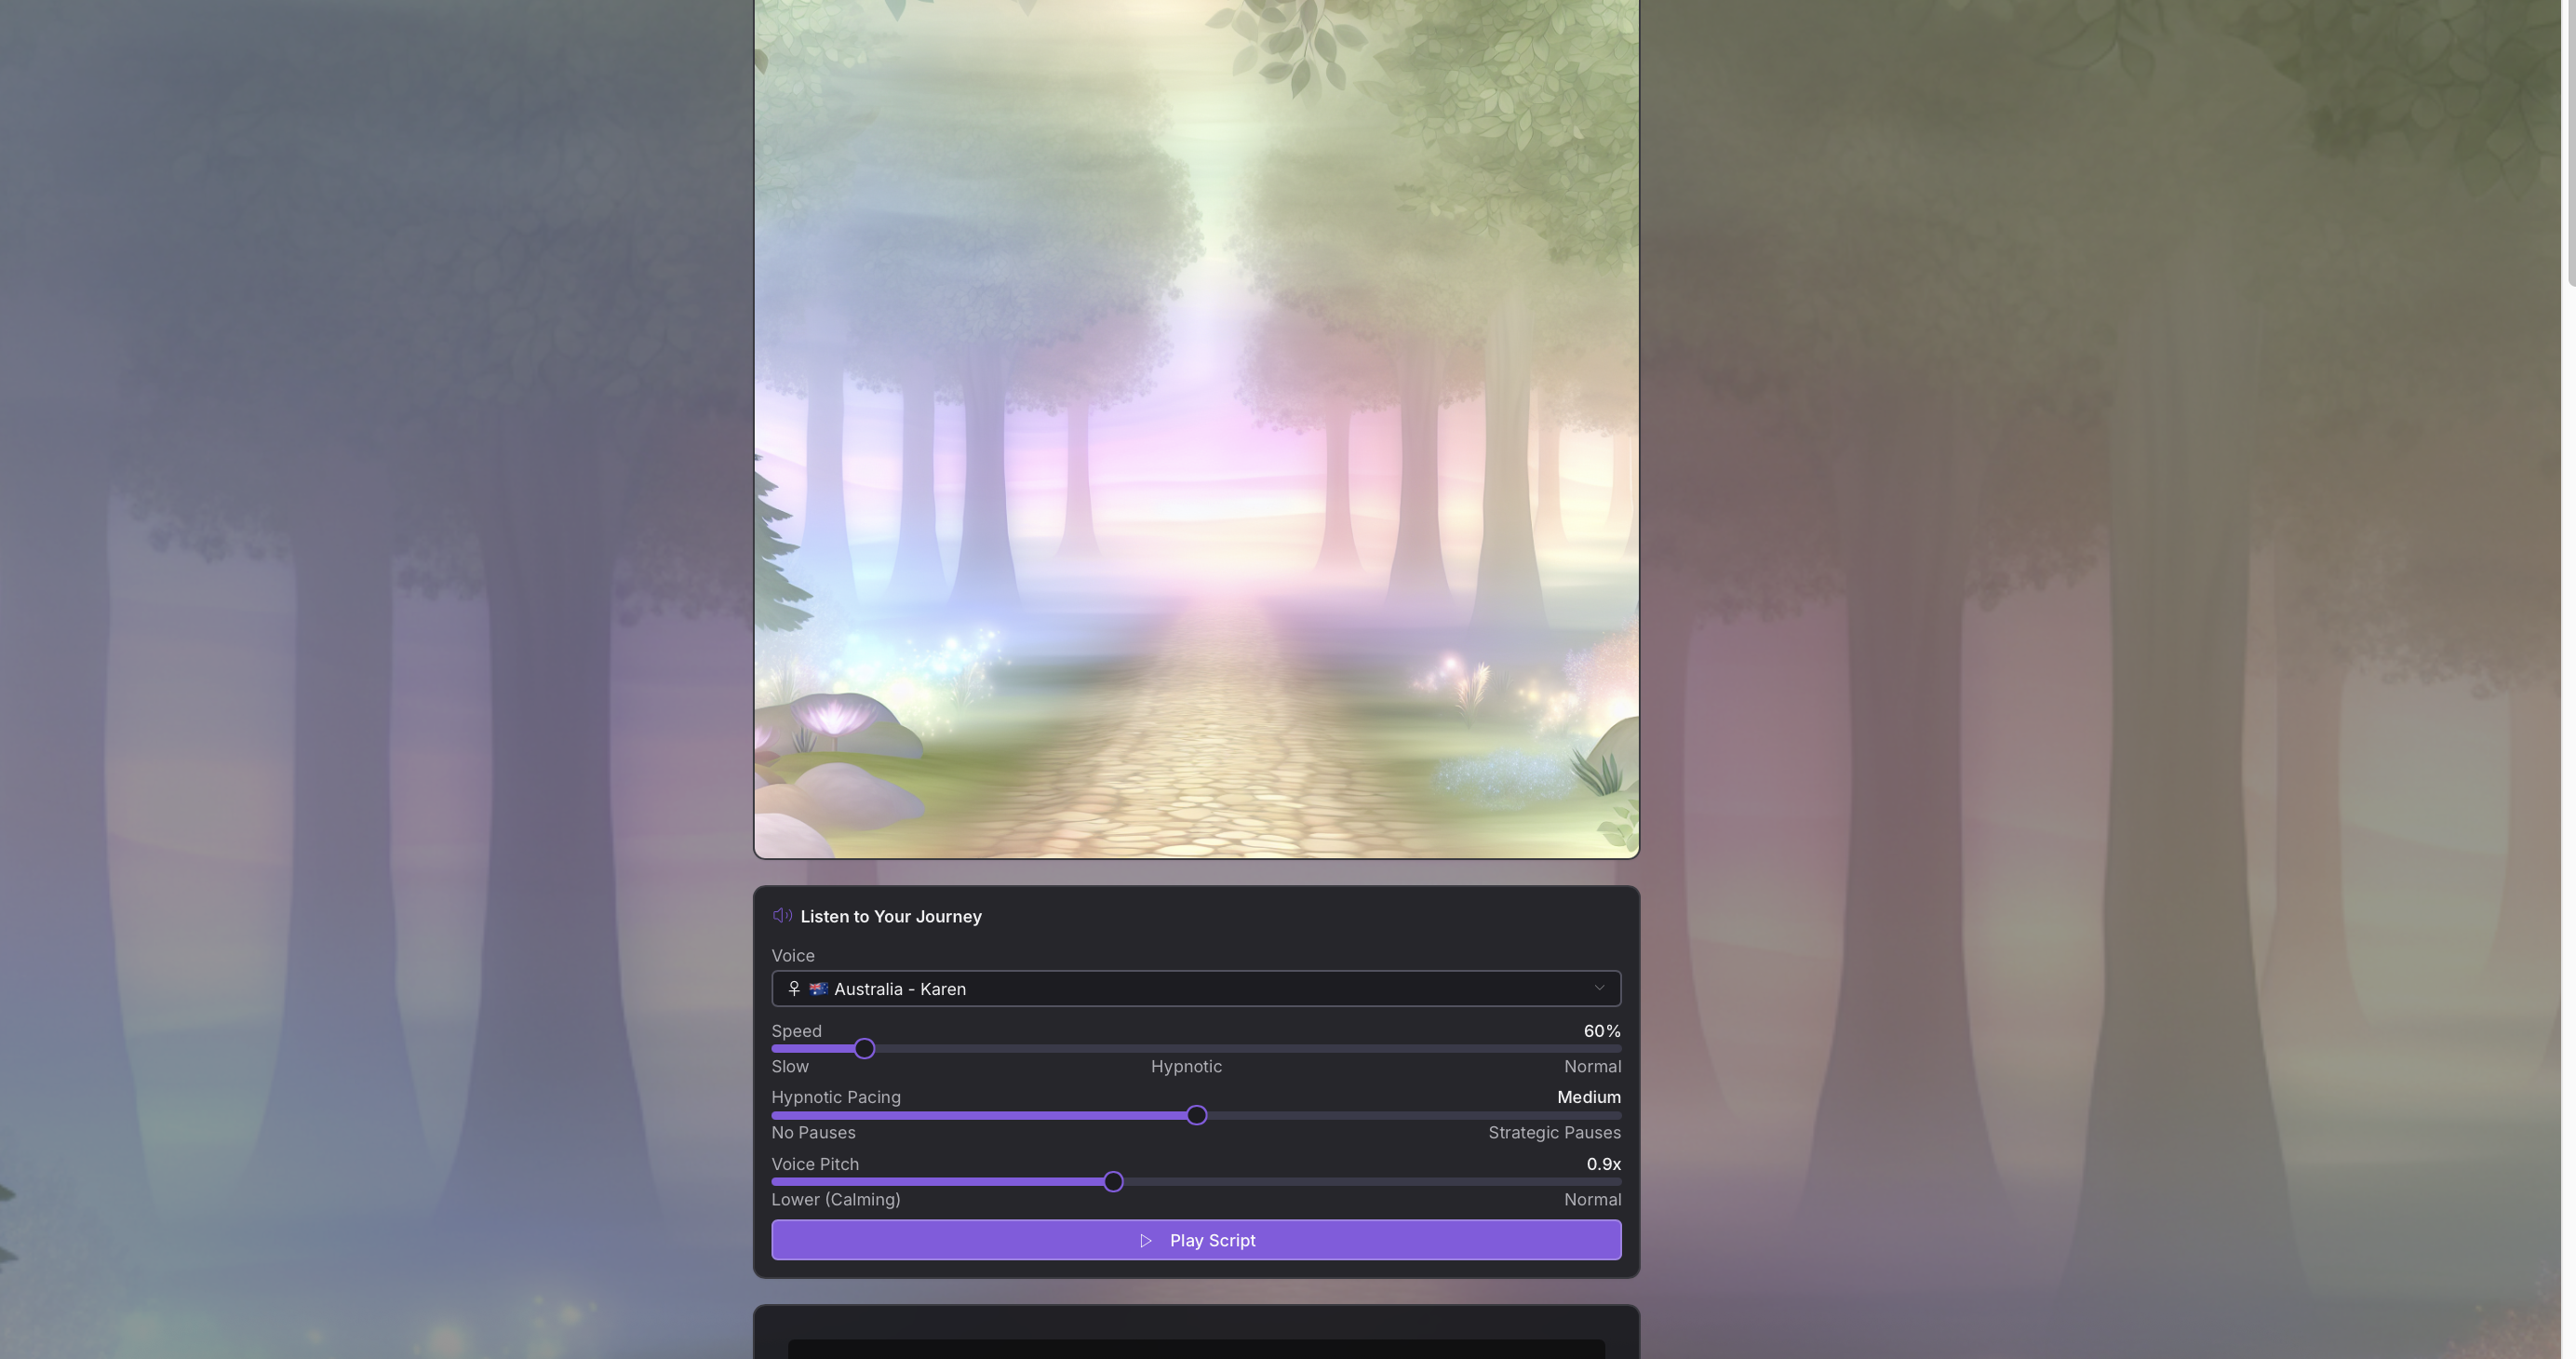 Listen to Your Journey
Voice
Australia - Karen
Speed 60%
Slow Hypnotic Normal
Hypnotic Pacing Medium
No Pauses Strategic Pauses
Voice Pitch 0.9x
Lower (Calming) Normal
Play Script